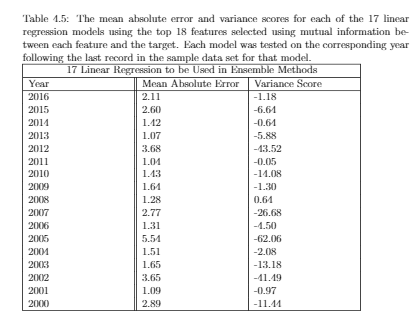 Table 4.5: The mean absolute error and variance scores for each of the 17 linear
regression models using the top 18 features selected using mutual information be-
tween each feature and the target. Each model was tested on the corresponding year
following the last record in the sample data set for that model.
17 Linear Regression to be Used in Ensemble Methods
Year Mean Absolute Error Variance Score
2016 2.11 -1.18
2015 2.60 -6.64
2014 1.42 -0.64
2013 1.07 -5.88
2012 3.68 -43.52
2011 1.04 -0.05
2010 1.43 -14.08
2009 1.64 -1.30
2008 1.28 0.64
2007 2.77 -26.68
2006 1.31 -4.50
2005 5.54 -62.06
2004 1.51 -2.08
2003 1.65 -13.18
2002 3.65 -41.49
2001 1.09 -0.97
2000 2.89 -11.44